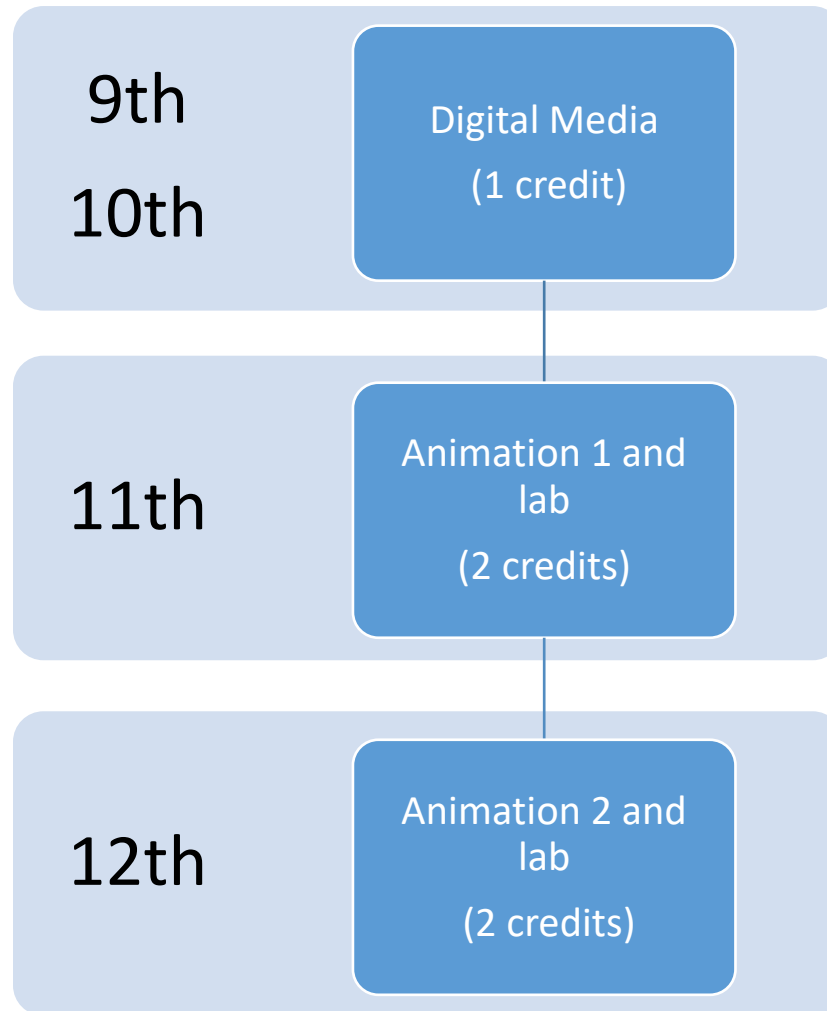 9th
10th
Digital Media
(1 credit)
11th
Animation 1 and
lab
(2 credits)
12th
Animation 2 and
lab
(2 credits)